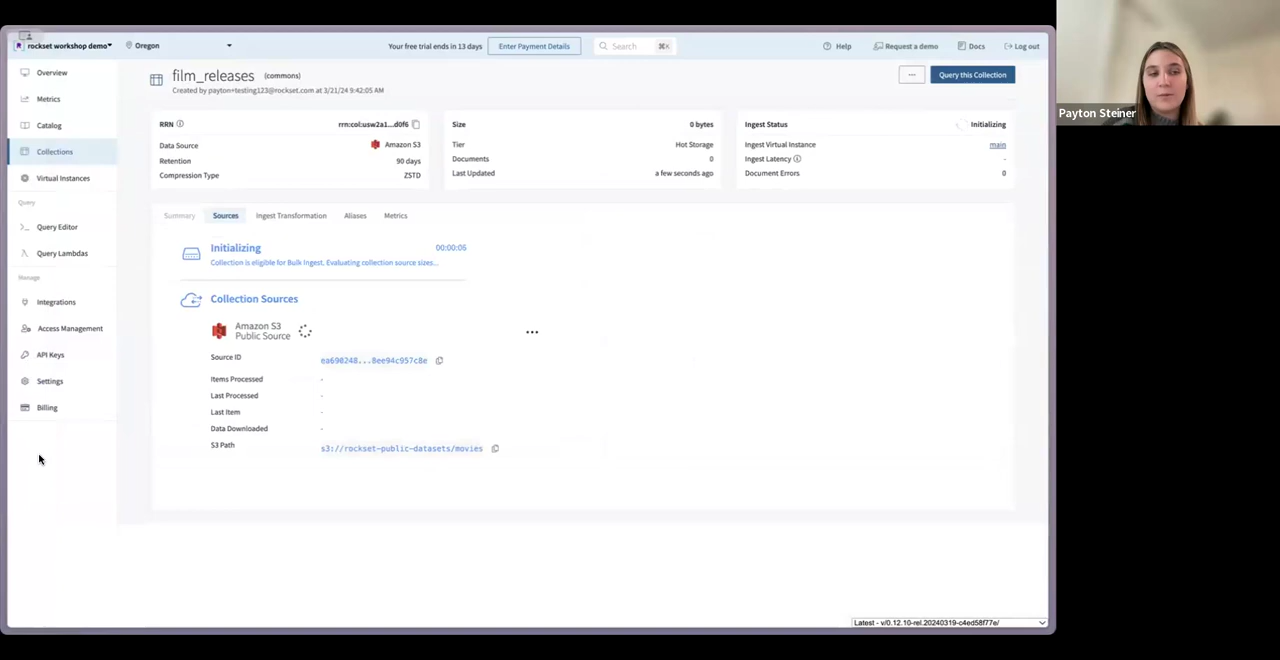 rockset workshop demo
Oregon
Your free trial ends in 13 days
Enter Payment Details
Search
⌘K
Help
Request a demo
Docs
Log out
Payton Steiner
Overview
Metrics
Catalog
Collections
Virtual Instances
Query
Query Editor
Query Lambdas
Manage
Integrations
Access Management
API Keys
Settings
Billing
film_releases (commons)
Created by payton+testing123@rockset.com at 3/21/24 9:42:05 AM
...
Query this Collection
RRN rrn:col:usw2a1...d0f6
Data Source Amazon S3
Retention 90 days
Compression Type ZSTD
Size 0 bytes
Tier Hot Storage
Documents 0
Last Updated a few seconds ago
Ingest Status Initializing
Ingest Virtual Instance main
Ingest Latency -
Document Errors 0
Summary Sources Ingest Transformation Aliases Metrics
Initializing 00:00:06
Collection is eligible for Bulk Ingest, Evaluating collection source sizes...
Collection Sources
Amazon S3
Public Source
...
Source ID ea690248...8ee94c957c8e
Items Processed -
Last Processed -
Last Item -
Data Downloaded -
S3 Path s3://rockset-public-datasets/movies
Latest - v/0.12.10-rel.20240319-c4ed58f77e/